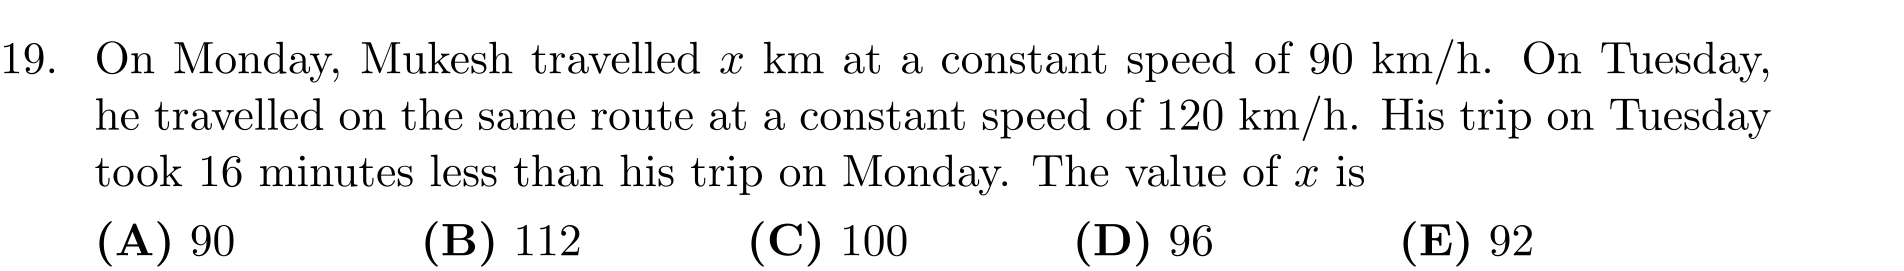 19. On Monday, Mukesh travelled x km at a constant speed of 90 km/h. On Tuesday,
he travelled on the same route at a constant speed of 120 km/h. His trip on Tuesday
took 16 minutes less than his trip on Monday. The value of x is
(A) 90 (B) 112 (C) 100 (D) 96 (E) 92